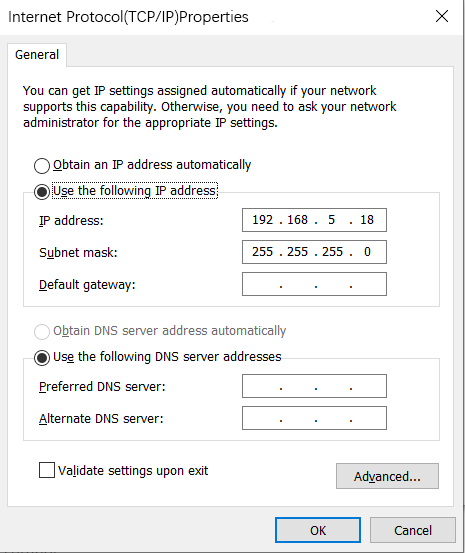 Internet Protocol(TCP/IP)Properties
General
You can get IP settings assigned automatically if your network
supports this capability. Otherwise, you need to ask your network
administrator for the appropriate IP settings.
Obtain an IP address automatically
Use the following IP address
IP address: 192 . 168 . 5 . 18
Subnet mask: 255 . 255 . 255 . 0
Default gateway: . . .
Obtain DNS server address automatically
Use the following DNS server addresses
Preferred DNS server: . . .
Alternate DNS server: . . .
Validate settings upon exit
Advanced...
OK Cancel